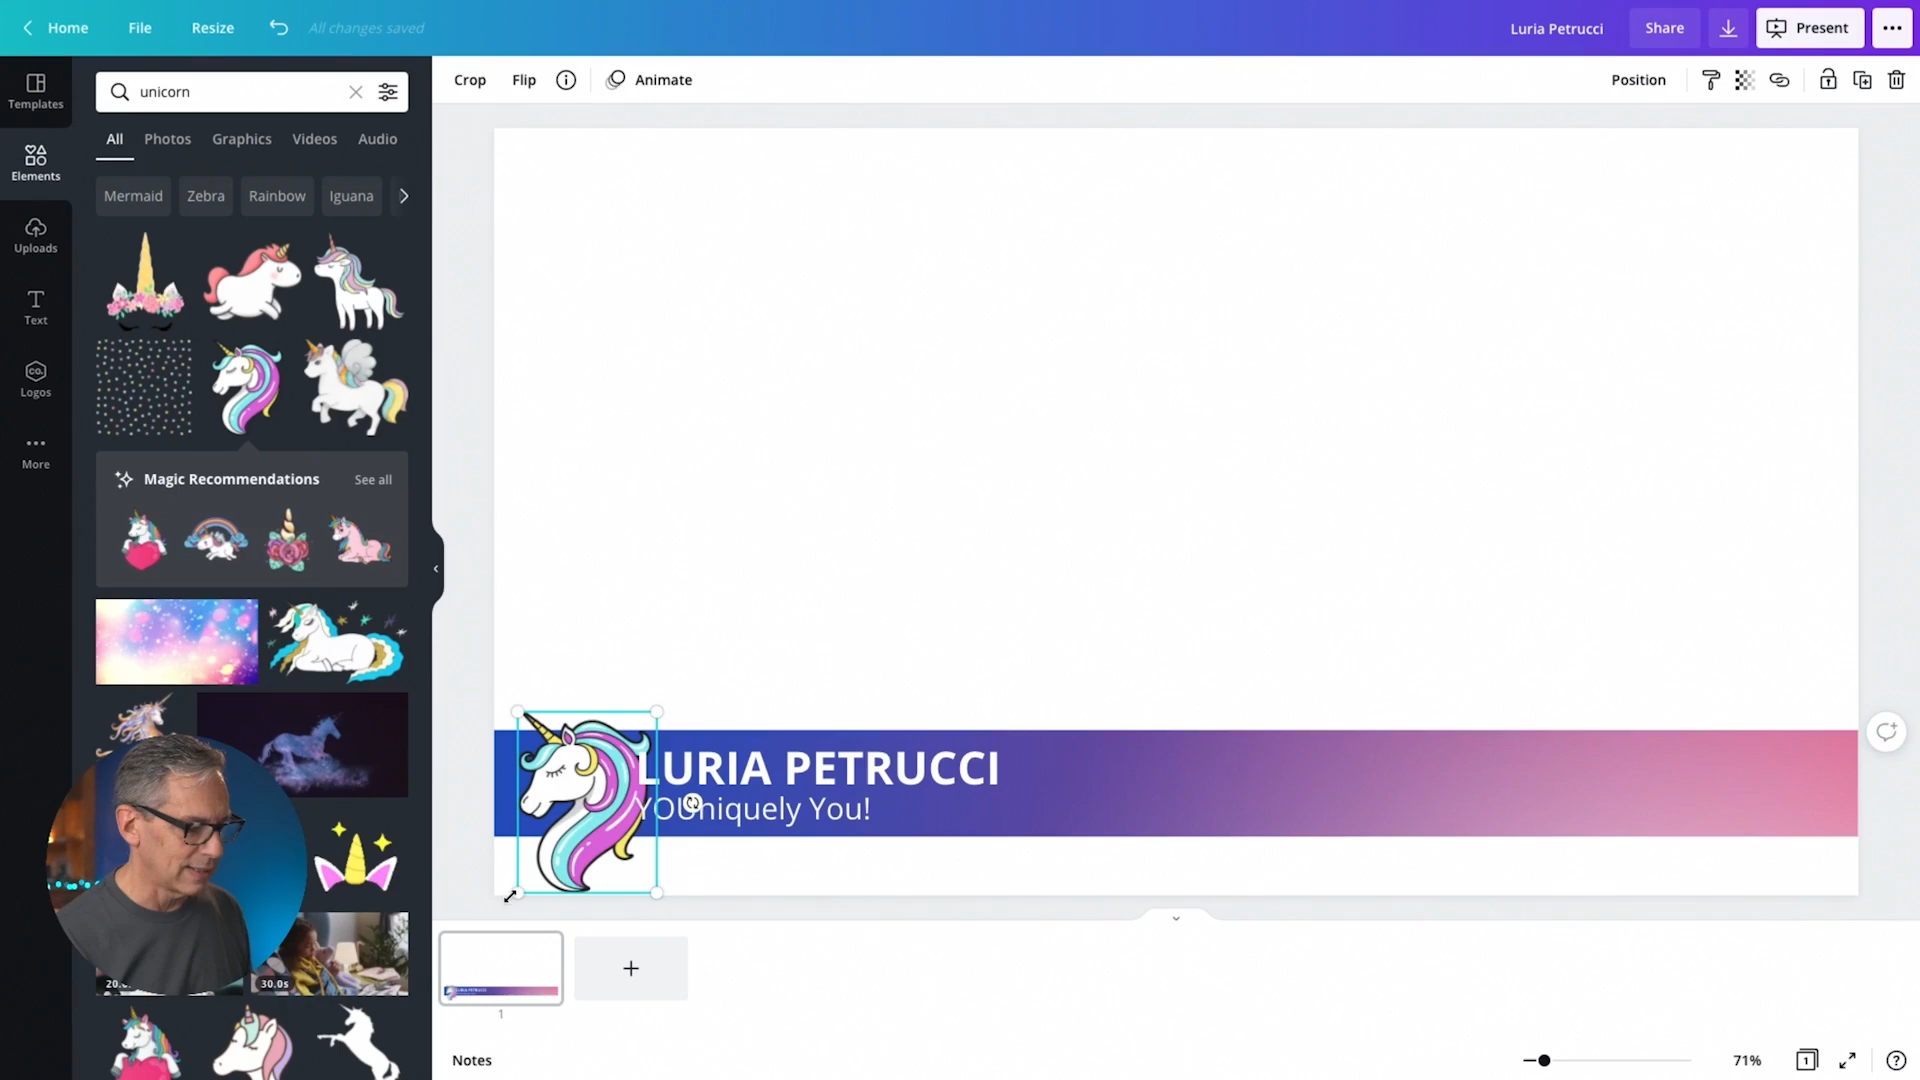 Home File Resize All changes saved Luria Petrucci Share Present
Templates
unicorn
Crop Flip Animate Position
All Photos Graphics Videos Audio
Elements
Mermaid Zebra Rainbow Iguana
Uploads
Text
Logos
More
Magic Recommendations See all
LURIA PETRUCCI
YOUniquely You!
30.0s
1
Notes 71% 1